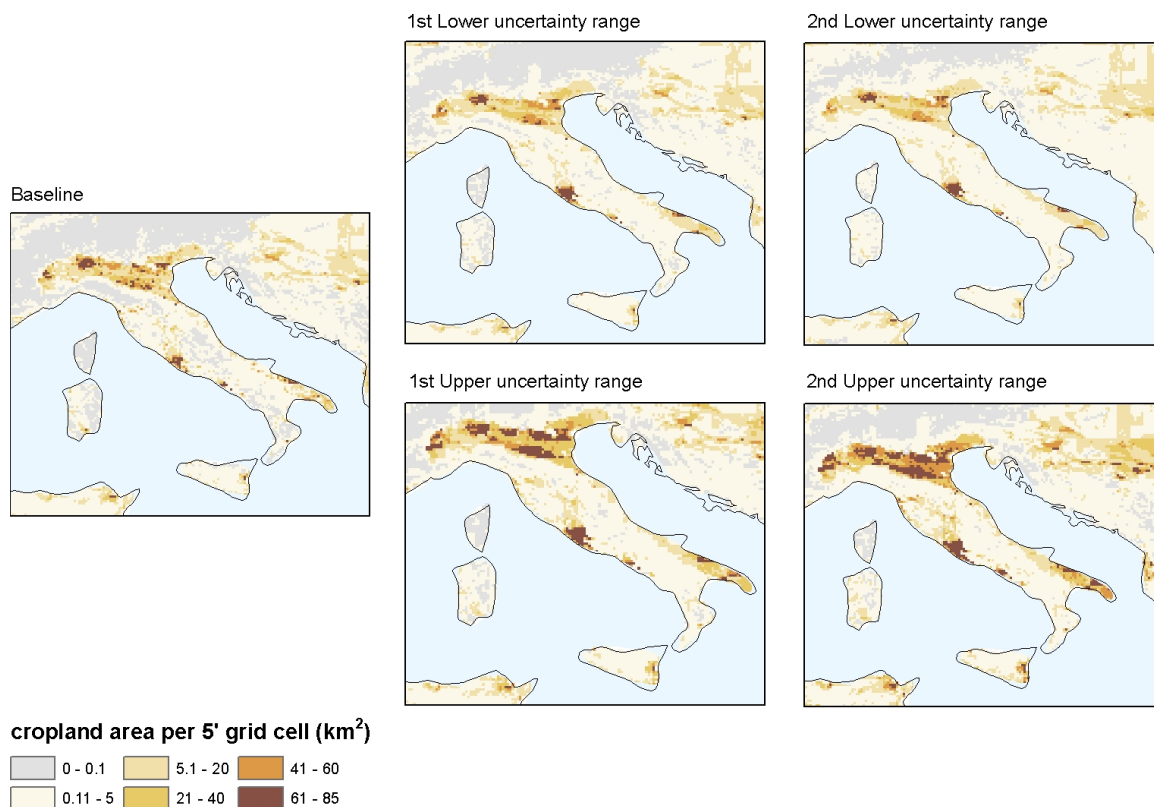 1st Lower uncertainty range
2nd Lower uncertainty range
Baseline
1st Upper uncertainty range
2nd Upper uncertainty range
cropland area per 5' grid cell (km²)
0 - 0.1
5.1 - 20
41 - 60
0.11 - 5
21 - 40
61 - 85